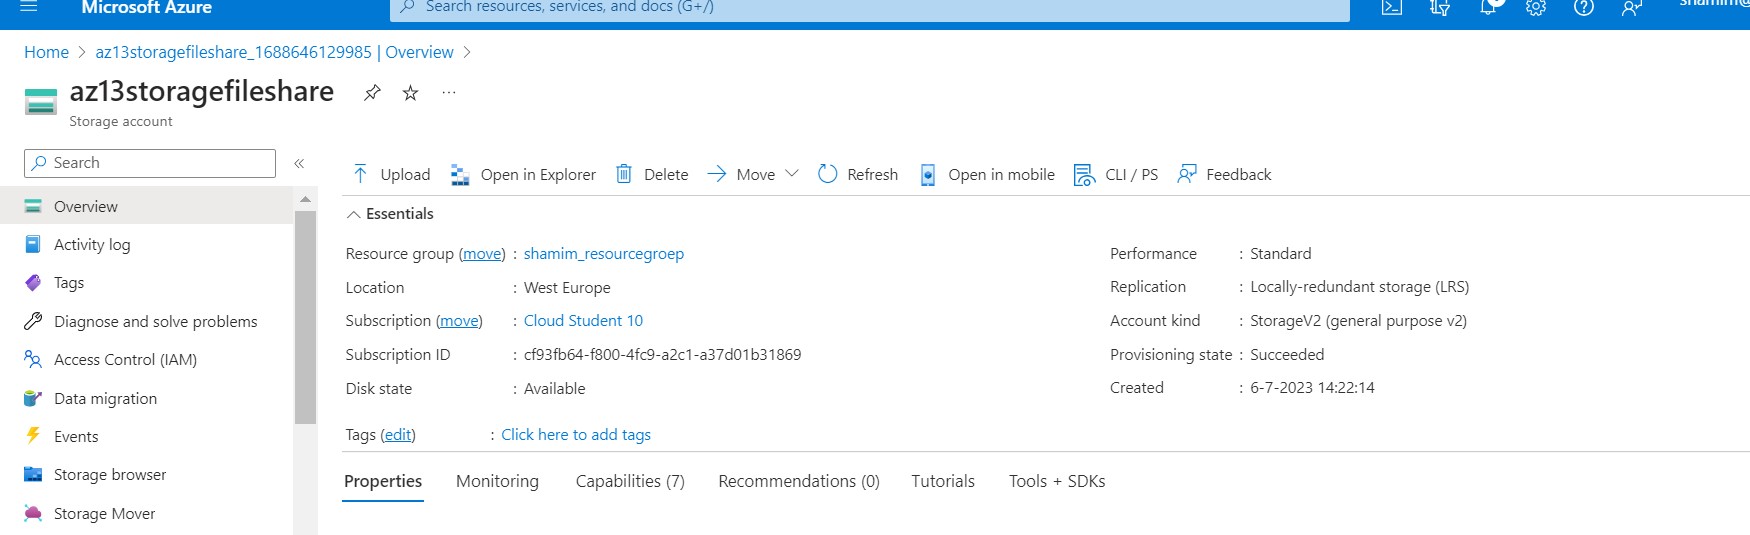 Microsoft Azure
Search resources, services, and docs (G+/)
Home > az13storagefileshare_1688646129985 | Overview >
az13storagefileshare
Storage account
Search
Overview
Activity log
Tags
Diagnose and solve problems
Access Control (IAM)
Data migration
Events
Storage browser
Storage Mover
Upload Open in Explorer Delete Move Refresh Open in mobile CLI / PS Feedback
Essentials
Resource group (move) : shamim_resourcegroep
Location : West Europe
Subscription (move) : Cloud Student 10
Subscription ID : cf93fb64-f800-4fc9-a2c1-a37d01b31869
Disk state : Available
Performance : Standard
Replication : Locally-redundant storage (LRS)
Account kind : StorageV2 (general purpose v2)
Provisioning state : Succeeded
Created : 6-7-2023 14:22:14
Tags (edit) : Click here to add tags
Properties Monitoring Capabilities (7) Recommendations (0) Tutorials Tools + SDKs